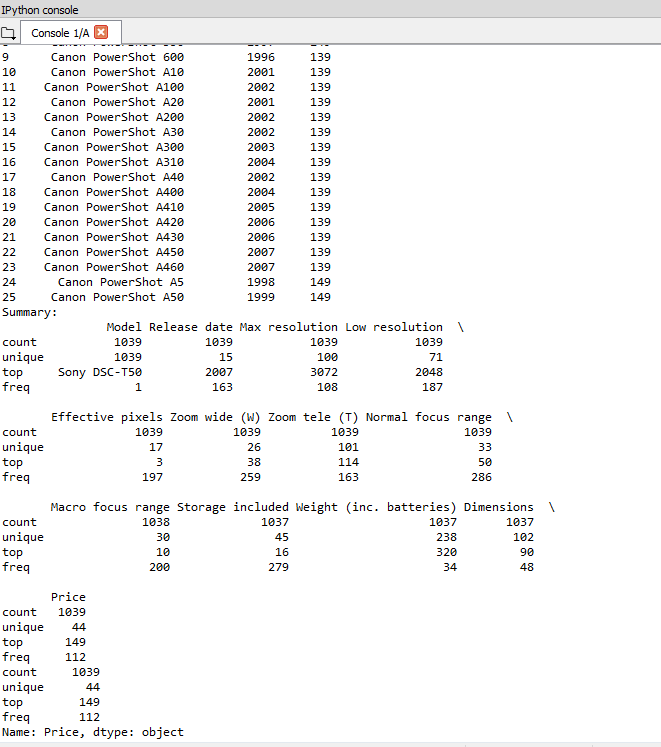 IPython console
Console 1/A
9 Canon PowerShot 600 1996 139
10 Canon PowerShot A10 2001 139
11 Canon PowerShot A100 2002 139
12 Canon PowerShot A20 2001 139
13 Canon PowerShot A200 2002 139
14 Canon PowerShot A30 2002 139
15 Canon PowerShot A300 2003 139
16 Canon PowerShot A310 2004 139
17 Canon PowerShot A40 2002 139
18 Canon PowerShot A400 2004 139
19 Canon PowerShot A410 2005 139
20 Canon PowerShot A420 2006 139
21 Canon PowerShot A430 2006 139
22 Canon PowerShot A450 2007 139
23 Canon PowerShot A460 2007 139
24 Canon PowerShot A5 1998 149
25 Canon PowerShot A50 1999 149
Summary:
Model Release date Max resolution Low resolution \
count 1039 1039 1039 1039
unique 1039 15 100 71
top Sony DSC-T50 2007 3072 2048
freq 1 163 108 187
Effective pixels Zoom wide (W) Zoom tele (T) Normal focus range \
count 1039 1039 1039 1039
unique 17 26 101 33
top 3 38 114 50
freq 197 259 163 286
Macro focus range Storage included Weight (inc. batteries) Dimensions \
count 1038 1037 1037 1037
unique 30 45 238 102
top 10 16 320 90
freq 200 279 34 48
Price
count 1039
unique 44
top 149
freq 112
count 1039
unique 44
top 149
freq 112
Name: Price, dtype: object